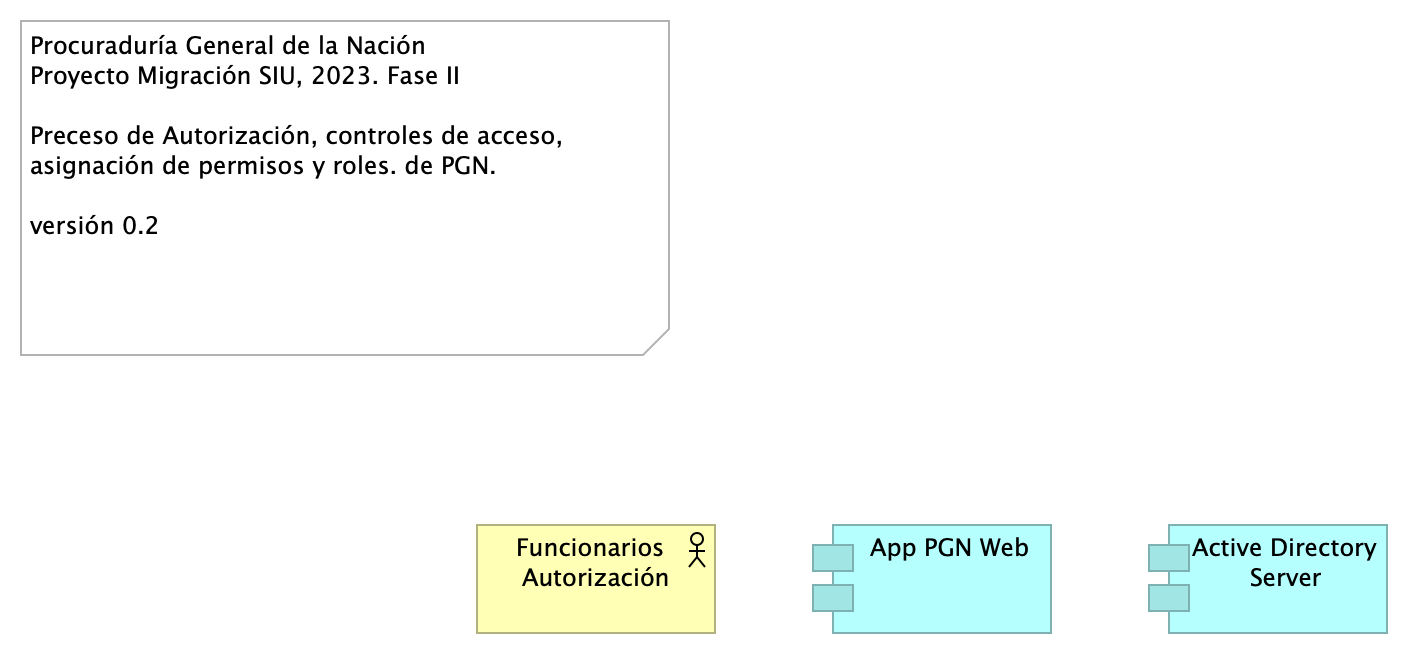 Procuraduría General de la Nación
Proyecto Migración SIU, 2023. Fase II
Preceso de Autorización, controles de acceso,
asignación de permisos y roles. de PGN.
versión 0.2
Funcionarios
Autorización
App PGN Web
Active Directory
Server